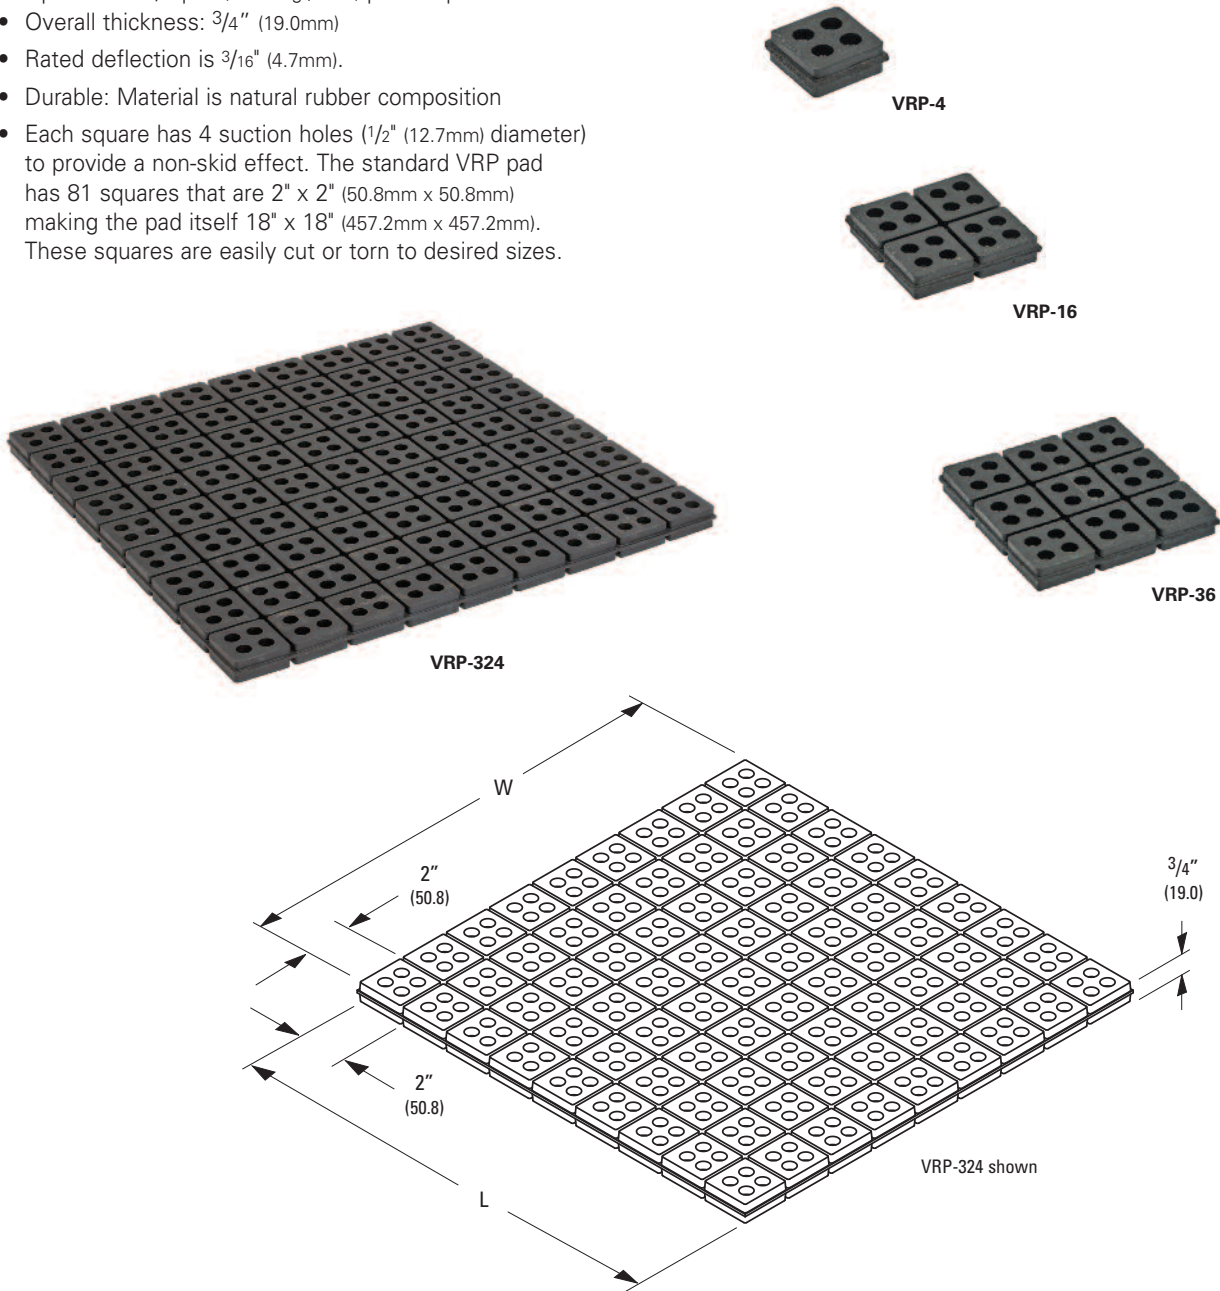 • Overall thickness: 3/4" (19.0mm)
• Rated deflection is 3/16" (4.7mm).
• Durable: Material is natural rubber composition
• Each square has 4 suction holes (1/2" (12.7mm) diameter)
to provide a non-skid effect. The standard VRP pad
has 81 squares that are 2" x 2" (50.8mm x 50.8mm)
making the pad itself 18" x 18" (457.2mm x 457.2mm).
These squares are easily cut or torn to desired sizes.
VRP-4
VRP-16
VRP-36
VRP-324
W
2"
(50.8)
3/4"
(19.0)
2"
(50.8)
L
VRP-324 shown